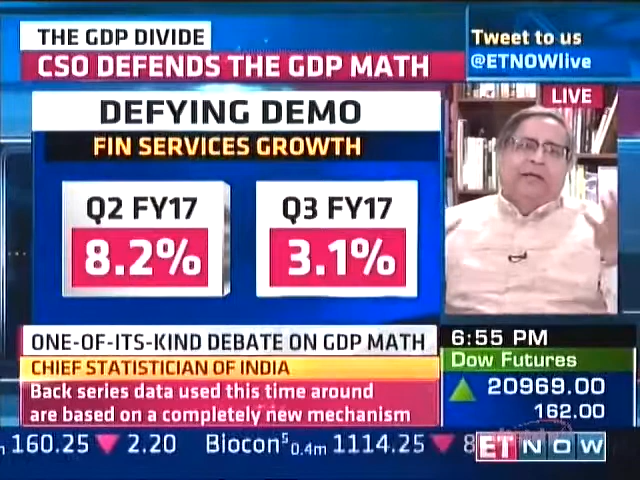 THE GDP DIVIDE
CSO DEFENDS THE GDP MATH
Tweet to us
@ETNOWlive
LIVE
DEFYING DEMO
FIN SERVICES GROWTH
Q2 FY17
8.2%
Q3 FY17
3.1%
ONE-OF-ITS-KIND DEBATE ON GDP MATH
CHIEF STATISTICIAN OF INDIA
Back series data used this time around
are based on a completely new mechanism
6:55 PM
Dow Futures
20969.00
162.00
160.25 ▼ 2.20 Biocon⁵ 0.4m 1114.25 ▼ 8
ET NOW